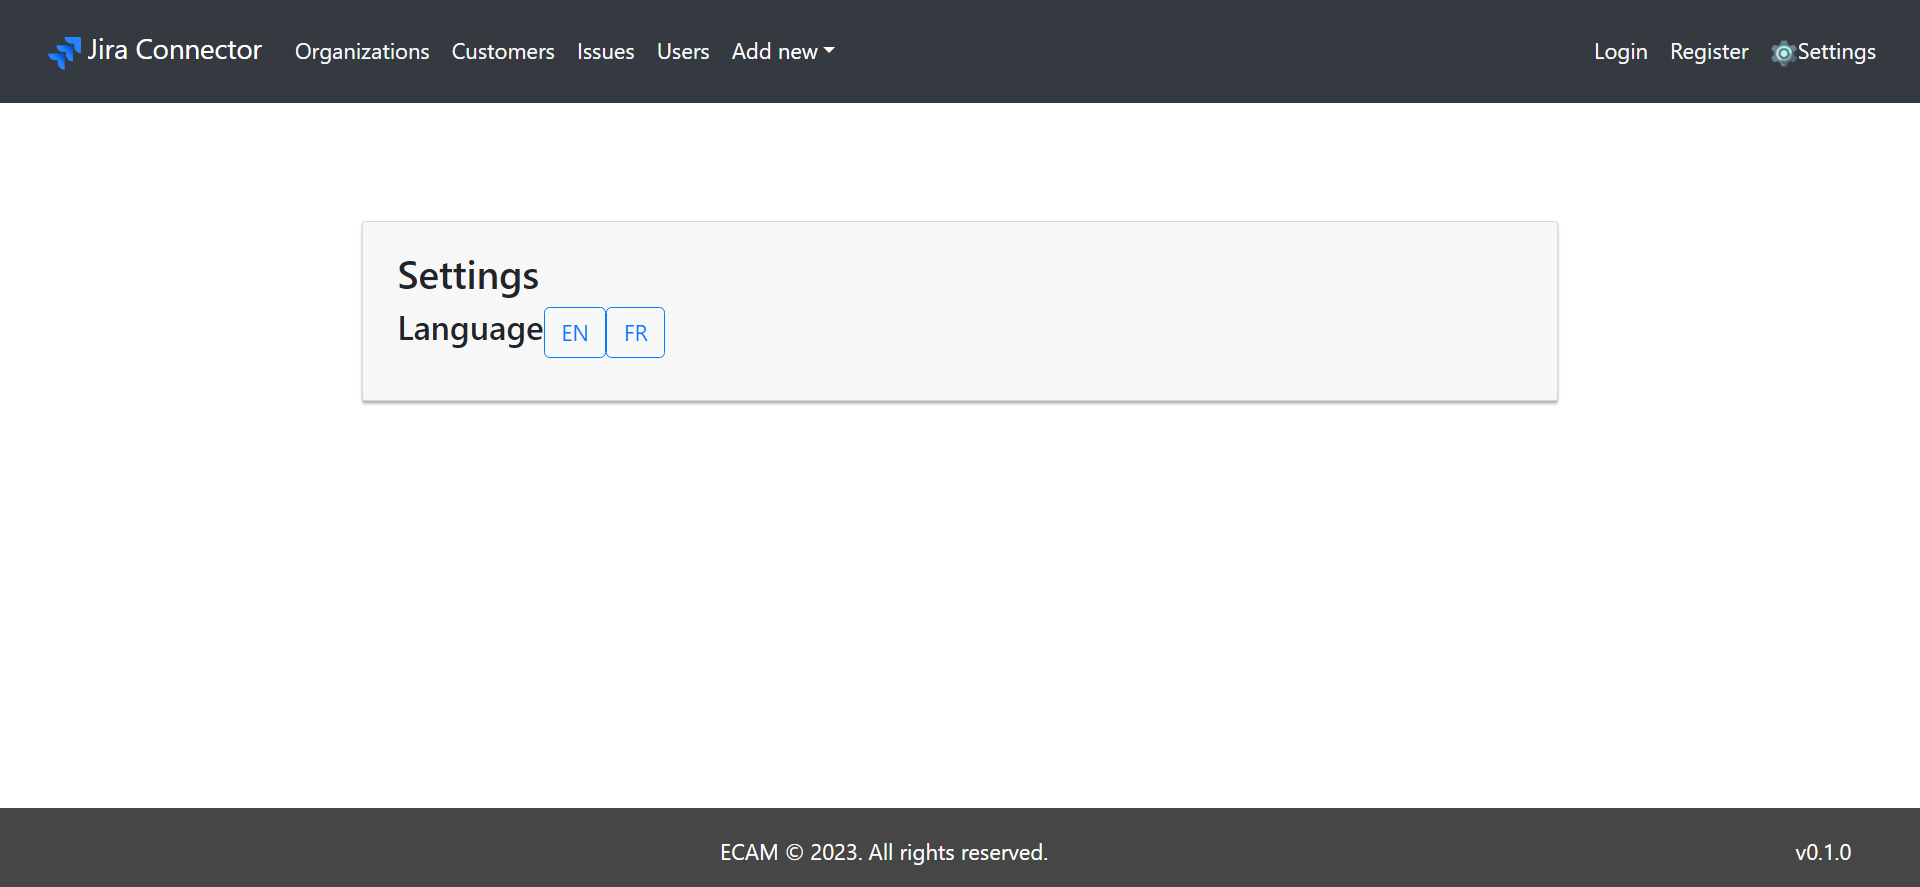 Jira Connector Organizations Customers Issues Users Add new Login Register Settings
Settings
Language EN FR
ECAM © 2023. All rights reserved. v0.1.0